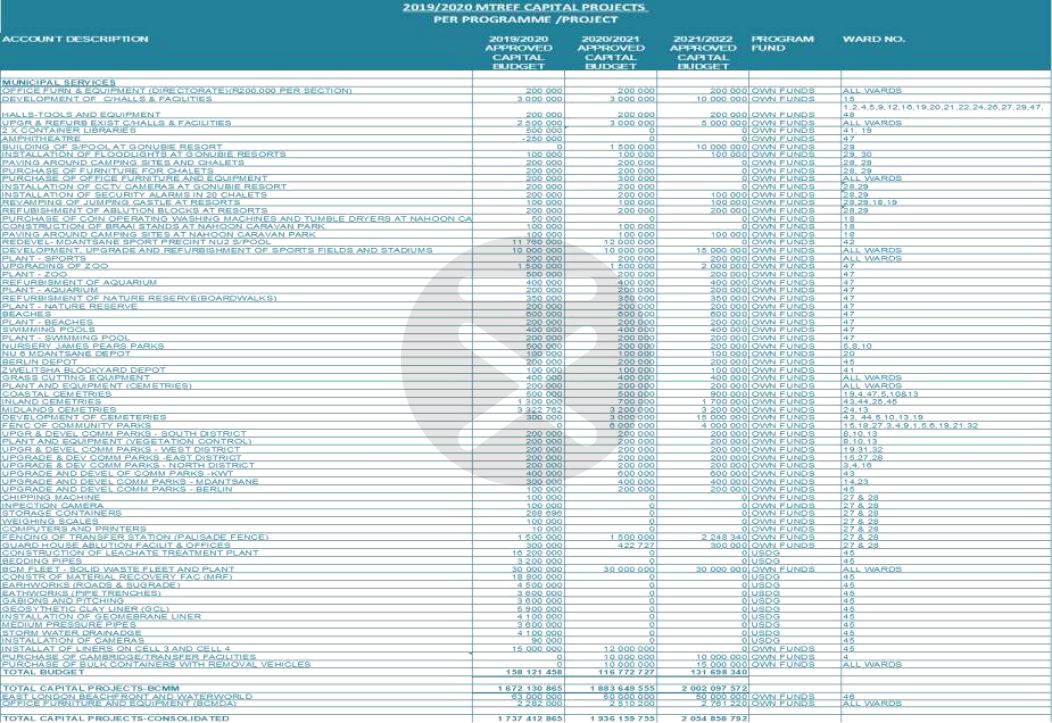 2019/2020 MTREF CAPITAL PROJECTS
PER PROGRAMME /PROJECT
ACCOUNT DESCRIPTION 2019/2020 APPROVED CAPITAL BUDGET 2020/2021 APPROVED CAPITAL BUDGET 2021/2022 APPROVED CAPITAL BUDGET PROGRAM FUND WARD NO.
MUNICIPAL SERVICES
OFFICE FURN & EQUIPMENT (DIRECTORATE)(R200,000 PER SECTION) 200 000 200 000 200 000 OWN FUNDS ALL WARDS
DEVELOPMENT OF C/HALLS & FACILITIES 3 000 000 3 000 000 10 000 000 OWN FUNDS 15
1,2,4,5,9,12,16,19,20,21,22,24,26,27,29,47,
HALLS-TOOLS AND EQUIPMENT 200 000 200 000 200 000 OWN FUNDS 48
UPGR & REFURB EXIST C/HALLS & FACILITIES 2 500 000 3 000 000 5 000 000 OWN FUNDS ALL WARDS
2 X CONTAINER LIBRARIES 500 000 0 0 OWN FUNDS 41, 19
AMPHITHEATRE -250 000 0 0 OWN FUNDS 47
BUILDING OF S/POOL AT GONUBIE RESORT 0 1 500 000 10 000 000 OWN FUNDS 29
INSTALLATION OF FLOODLIGHTS AT GONUBIE RESORTS 100 000 100 000 100 000 OWN FUNDS 29, 30
PAVING AROUND CAMPING SITES AND CHALETS 200 000 200 000 0 OWN FUNDS 28, 29
PURCHASE OF FURNITURE FOR CHALETS 200 000 200 000 0 OWN FUNDS 28, 29
PURCHASE OF OFFICE FURNITURE AND EQUIPMENT 200 000 300 000 0 OWN FUNDS ALL WARDS
INSTALLATION OF CCTV CAMERAS AT GONUBIE RESORT 200 000 200 000 0 OWN FUNDS 28,29
INSTALLATION OF SECURITY ALARMS IN 20 CHALETS 200 000 200 000 100 000 OWN FUNDS 28,29
REVAMPING OF JUMPING CASTLE AT RESORTS 100 000 100 000 100 000 OWN FUNDS 28,29,18,19
REFUBISHMENT OF ABLUTION BLOCKS AT RESORTS 200 000 200 000 200 000 OWN FUNDS 28,29
PURCHASE OF COIN OPERATING WASHING MACHINES AND TUMBLE DRYERS AT NAHOON CA 50 000 0 0 OWN FUNDS 18
CONSTRUCTION OF BRAAI STANDS AT NAHOON CARAVAN PARK 100 000 100 000 0 OWN FUNDS 18
PAVING AROUND CAMPING SITES AT NAHOON CARAVAN PARK 100 000 100 000 100 000 OWN FUNDS 18
REDEVEL- MDANTSANE SPORT PRECINT NU2 S/POOL 11 750 000 12 000 000 0 OWN FUNDS 42
DEVELOPMENT, UPGRADE AND REFURBISHMENT OF SPORTS FIELDS AND STADIUMS 10 000 000 10 000 000 15 000 000 OWN FUNDS ALL WARDS
PLANT - SPORTS 200 000 200 000 200 000 OWN FUNDS ALL WARDS
UPGRADING OF ZOO 1 500 000 1 500 000 2 000 000 OWN FUNDS 47
PLANT - ZOO 500 000 200 000 200 000 OWN FUNDS 47
REFURBISMENT OF AQUARIUM 400 000 400 000 400 000 OWN FUNDS 47
PLANT - AQUARIUM 200 000 200 000 200 000 OWN FUNDS 47
REFURBISHMENT OF NATURE RESERVE(BOARDWALKS) 350 000 350 000 350 000 OWN FUNDS 47
PLANT - NATURE RESERVE 200 000 200 000 200 000 OWN FUNDS 47
BEACHES 600 000 600 000 600 000 OWN FUNDS 47
PLANT - BEACHES 200 000 200 000 200 000 OWN FUNDS 47
SWIMMING POOLS 400 000 400 000 400 000 OWN FUNDS 47
PLANT - SWIMMING POOL 200 000 200 000 200 000 OWN FUNDS 47
NURSERY JAMES PEARS PARKS 500 000 200 000 200 000 OWN FUNDS 5,8,10
NU 6 MDANTSANE DEPOT 100 000 100 000 100 000 OWN FUNDS 20
BERLIN DEPOT 200 000 200 000 200 000 OWN FUNDS 45
ZWELITSHA BLOCKYARD DEPOT 100 000 100 000 100 000 OWN FUNDS 41
GRASS CUTTING EQUIPMENT 400 000 400 000 400 000 OWN FUNDS ALL WARDS
PLANT AND EQUIPMENT (CEMETRIES) 200 000 200 000 200 000 OWN FUNDS ALL WARDS
COASTAL CEMETRIES 500 000 500 000 900 000 OWN FUNDS 19,4,47,5,10&13
INLAND CEMETRIES 1 300 000 700 000 1 700 000 OWN FUNDS 43,44,25,45
MIDLANDS CEMETRIES 3 322 762 3 200 000 3 200 000 OWN FUNDS 24,13
DEVELOPMENT OF CEMETERIES 300 000 3 000 000 15 000 000 OWN FUNDS 43, 44,5,10,13,19
FENC OF COMMUNITY PARKS 0 6 000 000 4 000 000 OWN FUNDS 15,18,27,3,4,9,1,5,6,19,21,32
UPGR & DEVEL COMM PARKS - SOUTH DISTRICT 200 000 200 000 200 000 OWN FUNDS 8,10,13
PLANT AND EQUIPMENT (VEGETATION CONTROL) 200 000 200 000 200 000 OWN FUNDS 8,10,13
UPGR & DEVEL COMM PARKS - WEST DISTRICT 200 000 200 000 200 000 OWN FUNDS 19,31,32
UPGRADE & DEV COMM PARKS -EAST DISTRICT 200 000 200 000 200 000 OWN FUNDS 15,27,28
UPGRADE & DEV COMM PARKS - NORTH DISTRICT 200 000 200 000 200 000 OWN FUNDS 3,4,16
UPGRADE AND DEVEL OF COMM PARKS -KWT 400 000 600 000 600 000 OWN FUNDS 43
UPGRADE AND DEVEL COMM PARKS - MDANTSANE 300 000 400 000 400 000 OWN FUNDS 14,23
UPGRADE AND DEVEL COMM PARKS - BERLIN 100 000 200 000 200 000 OWN FUNDS 45
CHIPPING MACHINE 100 000 0 0 OWN FUNDS 27 & 28
INPECTION CAMERA 100 000 0 0 OWN FUNDS 27 & 28
STORAGE CONTAINERS 288 696 0 0 OWN FUNDS 27 & 28
WEIGHING SCALES 100 000 0 0 OWN FUNDS 27 & 28
COMPUTERS AND PRINTERS 10 000 0 0 OWN FUNDS 27 & 28
FENCING OF TRANSFER STATION (PALISADE FENCE) 1 500 000 1 500 000 2 248 340 OWN FUNDS 27 & 28
GUARD HOUSE ABLUTION FACILIT & OFFICES 300 000 422 727 300 000 OWN FUNDS 27 & 28
CONSTRUCTION OF LEACHATE TREATMENT PLANT 16 200 000 0 0 USDG 45
BEDDING PIPES 3 200 000 0 0 USDG 45
BCM FLEET - SOLID WASTE FLEET AND PLANT 30 000 000 30 000 000 30 000 000 OWN FUNDS ALL WARDS
CONSTR OF MATERIAL RECOVERY FAC (MRF) 18 800 000 0 0 USDG 45
EARHWORKS (ROADS & SUGRADE) 4 500 000 0 0 USDG 45
EATHWORKS (PIPE TRENCHES) 3 800 000 0 0 USDG 45
GABIONS AND PITCHING 3 600 000 0 0 USDG 45
GEOSYTHETIC CLAY LINER (GCL) 5 900 000 0 0 USDG 45
INSTALLATION OF GEOMEBRANE LINER 4 100 000 0 0 USDG 45
MEDIUM PRESSURE PIPES 3 600 000 0 0 USDG 45
STORM WATER DRAINADGE 4 100 000 0 0 USDG 45
INSTALLATION OF CAMERAS 90 000 0 0 USDG 45
INSTALLAT OF LINERS ON CELL 3 AND CELL 4 15 000 000 12 000 000 0 OWN FUNDS 45
PURCHASE OF CAMBRIDGE/TRANSFER FACILITIES 0 10 000 000 10 000 000 OWN FUNDS 4
PURCHASE OF BULK CONTAINERS WITH REMOVAL VEHICLES 0 10 000 000 15 000 000 OWN FUNDS ALL WARDS
TOTAL BUDGET 158 121 458 116 772 727 131 698 340
TOTAL CAPITAL PROJECTS-BCMM 1 672 130 865 1 883 649 555 2 002 097 572
EAST LONDON BEACHFRONT AND WATERWORLD 63 000 000 50 000 000 50 000 000 OWN FUNDS 46
OFFICE FURNITURE AND EQUIPMENT (BCMDA) 2 282 000 2 510 200 2 761 220 OWN FUNDS ALL WARDS
TOTAL CAPITAL PROJECTS-CONSOLIDATED 1 737 412 865 1 936 159 755 2 054 858 792